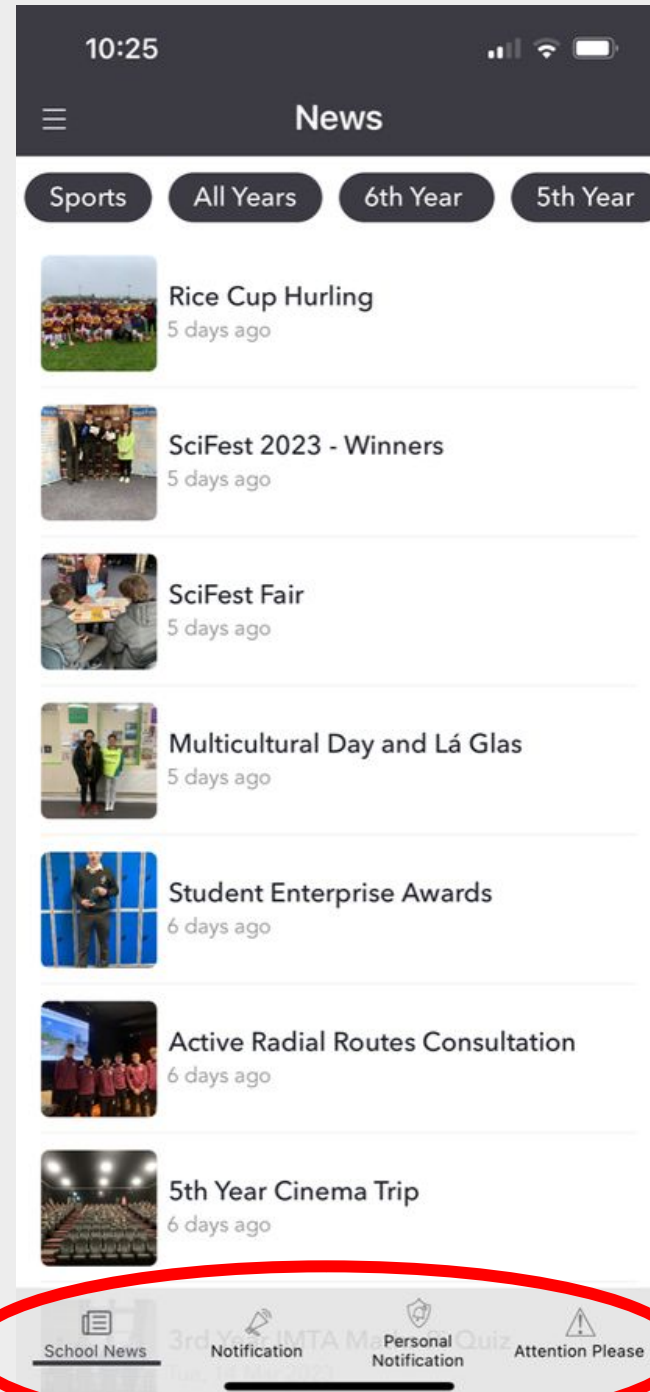 10:25
News
Sports All Years 6th Year 5th Year
Rice Cup Hurling
5 days ago
SciFest 2023 - Winners
5 days ago
SciFest Fair
5 days ago
Multicultural Day and Lá Glas
5 days ago
Student Enterprise Awards
6 days ago
Active Radial Routes Consultation
6 days ago
5th Year Cinema Trip
6 days ago
3rd Year IMTA Maths Quiz
School News Notification Personal Notification Attention Please